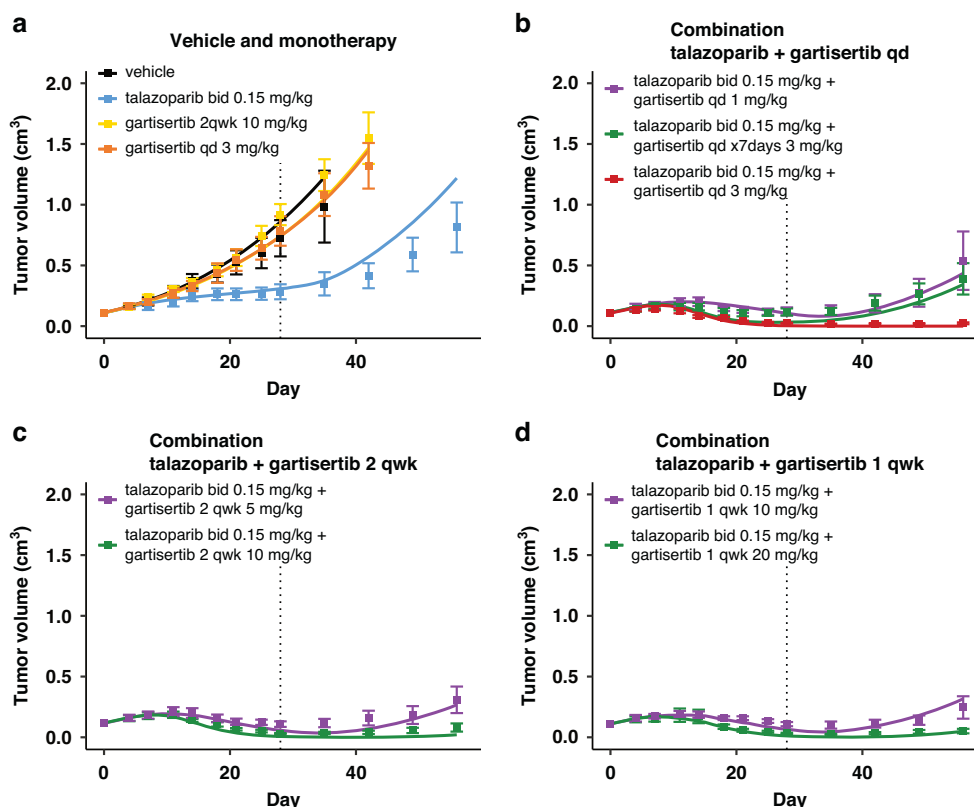 a
Vehicle and monotherapy
2.0
1.5
1.0
0.5
0.0
Tumor volume (cm³)
vehicle
talazoparib bid 0.15 mg/kg
gartisertib 2qwk 10 mg/kg
gartisertib qd 3 mg/kg
0
20
40
Day
b
Combination
talazoparib + gartisertib qd
2.0
1.5
1.0
0.5
0.0
Tumor volume (cm³)
talazoparib bid 0.15 mg/kg +
gartisertib qd 1 mg/kg
talazoparib bid 0.15 mg/kg +
gartisertib qd x7days 3 mg/kg
talazoparib bid 0.15 mg/kg +
gartisertib qd 3 mg/kg
0
20
40
Day
c
Combination
talazoparib + gartisertib 2 qwk
2.0
1.5
1.0
0.5
0.0
Tumor volume (cm³)
talazoparib bid 0.15 mg/kg +
gartisertib 2 qwk 5 mg/kg
talazoparib bid 0.15 mg/kg +
gartisertib 2 qwk 10 mg/kg
0
20
40
Day
d
Combination
talazoparib + gartisertib 1 qwk
2.0
1.5
1.0
0.5
0.0
Tumor volume (cm³)
talazoparib bid 0.15 mg/kg +
gartisertib 1 qwk 10 mg/kg
talazoparib bid 0.15 mg/kg +
gartisertib 1 qwk 20 mg/kg
0
20
40
Day